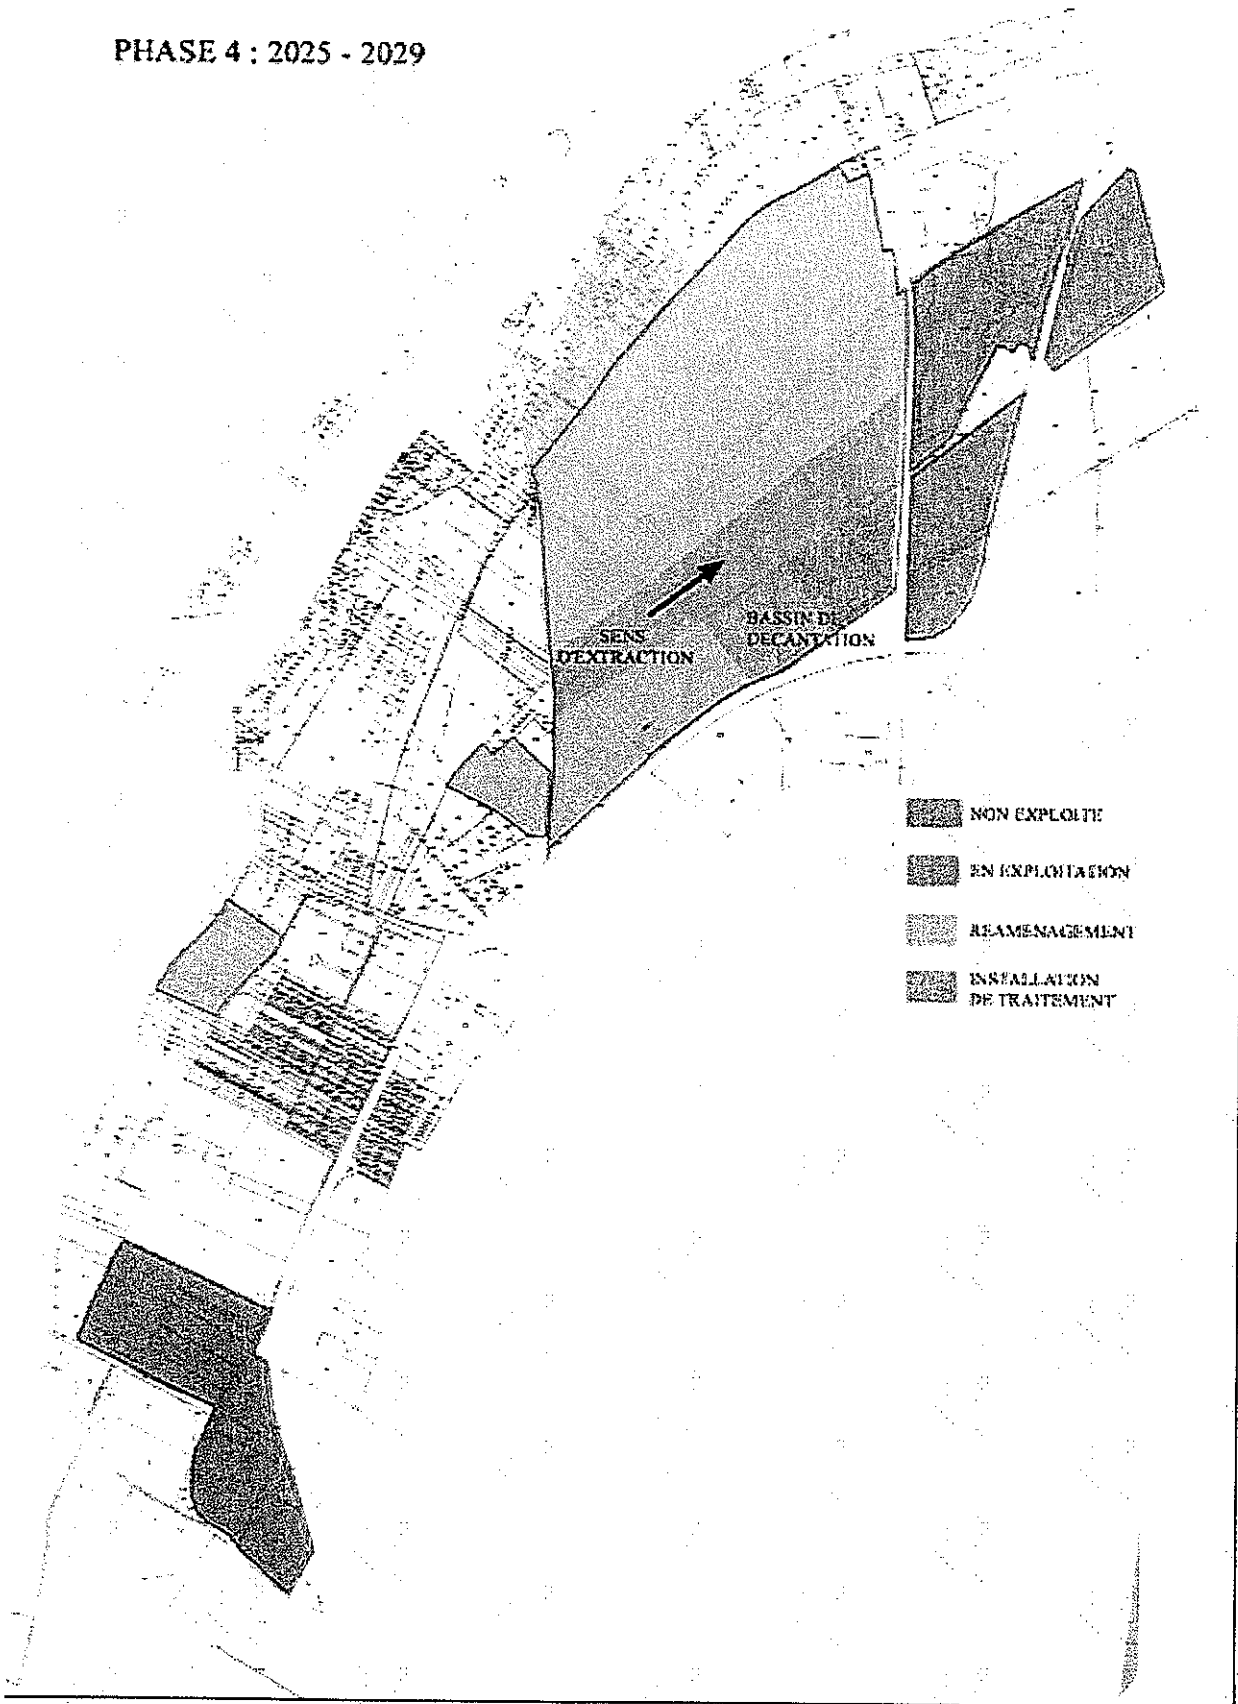 PHASE 4 : 2025 - 2029
SENS
D'EXTRACTION
BASSIN DE
DECANTATION
NON EXPLOITE
EN EXPLOITATION
REAMENAGEMENT
INSTALLATION
DE TRAITEMENT